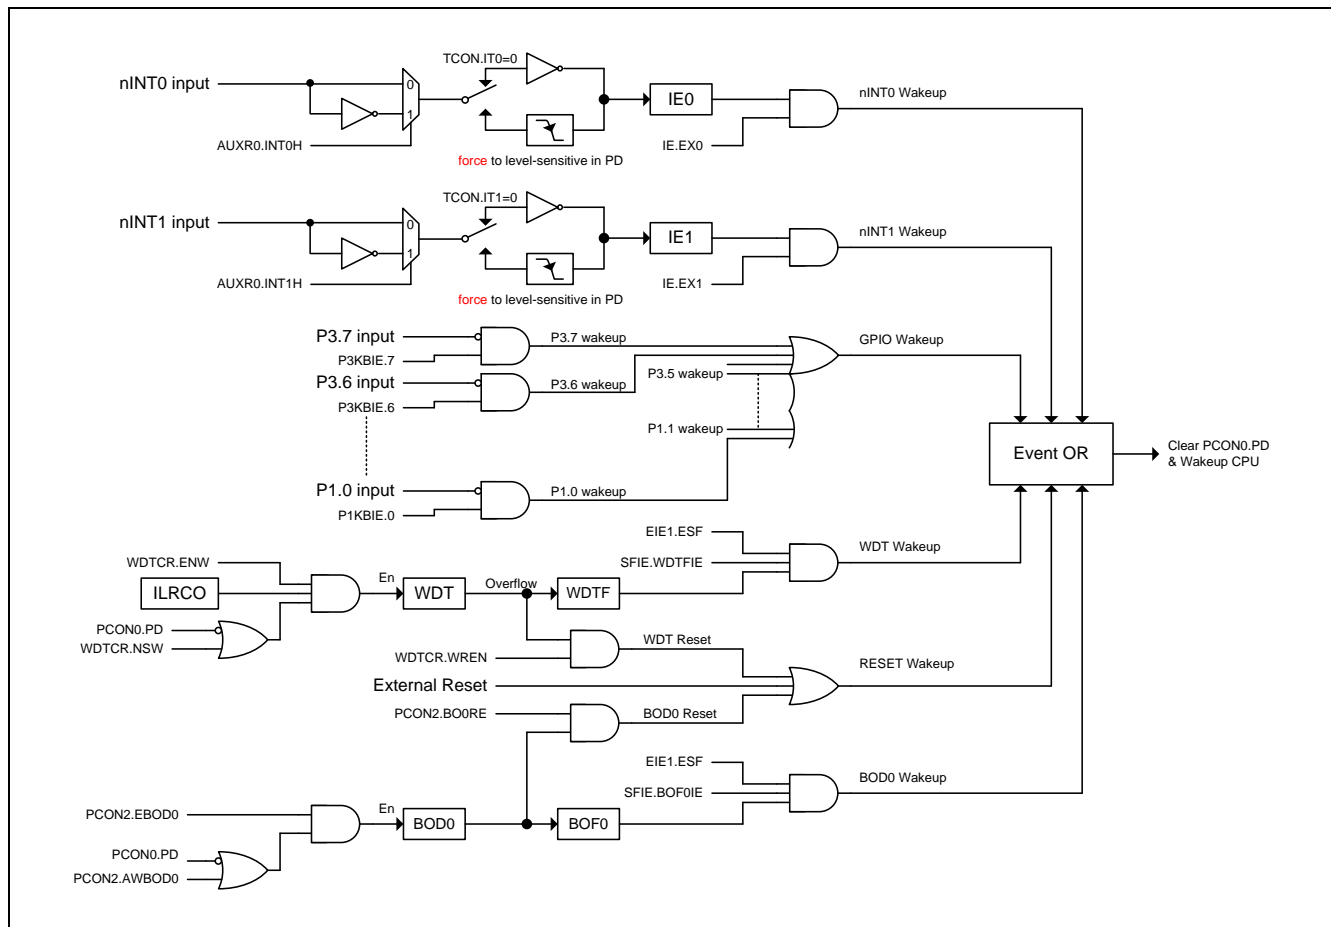 TCON.IT0=0
nINT0 input
0
1
IE0
nINT0 Wakeup
AUXR0.INT0H
IE.EX0
force to level-sensitive in PD
TCON.IT1=0
nINT1 input
0
1
IE1
nINT1 Wakeup
AUXR0.INT1H
IE.EX1
force to level-sensitive in PD
P3.7 input
P3.7 wakeup
GPIO Wakeup
P3KBIE.7
P3.6 input
P3.6 wakeup
P3.5 wakeup
P3KBIE.6
P1.1 wakeup
Event OR
Clear PCON0.PD
& Wakeup CPU
P1.0 input
P1.0 wakeup
P1KBIE.0
EIE1.ESF
WDT Wakeup
WDTCR.ENW
SFIE.WDTFIE
En
Overflow
ILRCO
WDT
WDTF
PCON0.PD
WDTCR.NSW
WDT Reset
WDTCR.WREN
RESET Wakeup
External Reset
PCON2.BO0RE
BOD0 Reset
EIE1.ESF
BOD0 Wakeup
SFIE.BOF0IE
PCON2.EBOD0
En
BOD0
BOF0
PCON0.PD
PCON2.AWBOD0